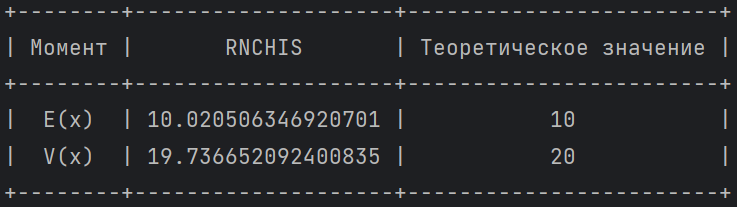 +--------+--------------------+------------------------+
| Момент |       RNCHIS       | Теоретическое значение |
+--------+--------------------+------------------------+
|  E(x)  | 10.020506346920701 |           10           |
|  V(x)  | 19.736652092400835 |           20           |
+--------+--------------------+------------------------+